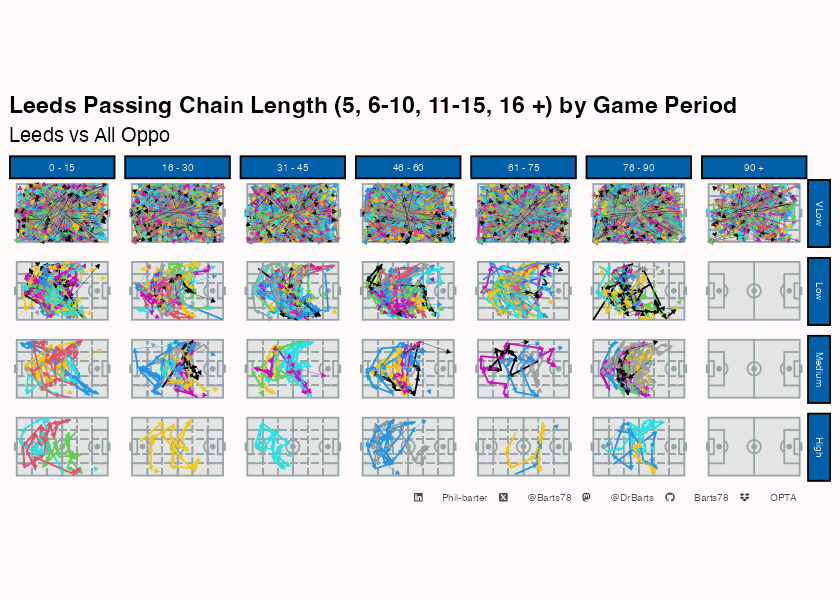 Leeds Passing Chain Length (5, 6-10, 11-15, 16 +) by Game Period
Leeds vs All Oppo
0 - 15 16 - 30 31 - 45 46 - 60 61 - 75 76 - 90 90 +
VLow
Low
Medium
High
Phil-barter @Barts78 @DrBarts Barts78 OPTA